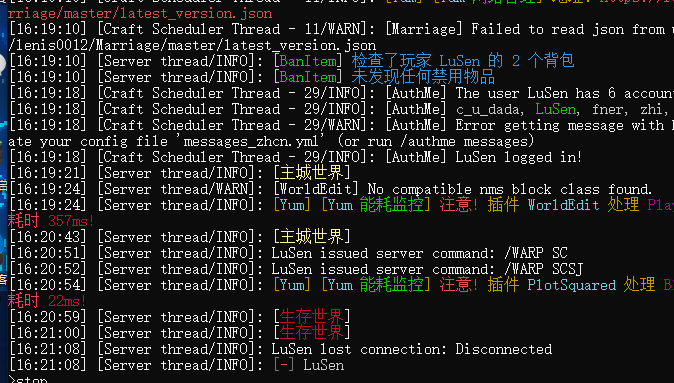 rriage/master/latest_version.json
[16:19:10] [Craft Scheduler Thread - 11/WARN]: [Marriage] Failed to read json from
/lenis0012/Marriage/master/latest_version.json
[16:19:10] [Server thread/INFO]: [BanItem] 检查了玩家 LuSen 的 2 个背包
[16:19:10] [Server thread/INFO]: [BanItem] 未发现任何禁用物品
[16:19:18] [Craft Scheduler Thread - 29/INFO]: [AuthMe] The user LuSen has 6 accoun
[16:19:18] [Craft Scheduler Thread - 29/INFO]: [AuthMe] c_u_dada, LuSen, fner, zhi,
[16:19:18] [Craft Scheduler Thread - 29/WARN]: [AuthMe] Error getting message with
ate your config file 'messages_zhcn.yml' (or run /authme messages)
[16:19:18] [Craft Scheduler Thread - 29/INFO]: [AuthMe] LuSen logged in!
[16:19:21] [Server thread/INFO]: [主城世界]
[16:19:24] [Server thread/WARN]: [WorldEdit] No compatible nms block class found.
[16:19:24] [Server thread/INFO]: [Yum] [Yum 能耗监控] 注意! 插件 WorldEdit 处理 Pla
耗时 357ms!
[16:20:43] [Server thread/INFO]: [主城世界]
[16:20:51] [Server thread/INFO]: LuSen issued server command: /WARP SC
[16:20:52] [Server thread/INFO]: LuSen issued server command: /WARP SCSJ
[16:20:54] [Server thread/INFO]: [Yum] [Yum 能耗监控] 注意! 插件 PlotSquared 处理
耗时 22ms!
[16:20:59] [Server thread/INFO]: [生存世界]
[16:21:00] [Server thread/INFO]: [生存世界]
[16:21:08] [Server thread/INFO]: LuSen lost connection: Disconnected
[16:21:08] [Server thread/INFO]: [-] LuSen
>stop